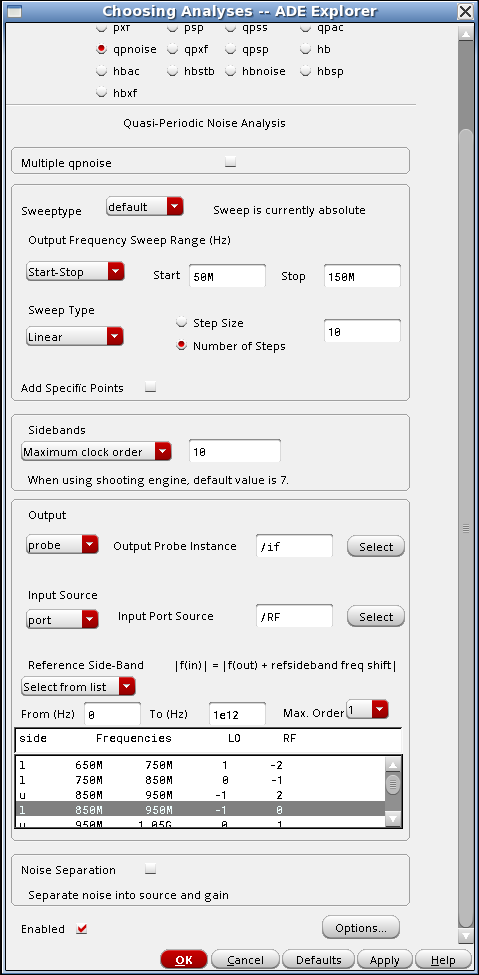 Choosing Analyses -- ADE Explorer
pxf psp qpss qpac
qpnoise qpxf qpsp hb
hbac hbstb hbnoise hbsp
hbxf
Quasi-Periodic Noise Analysis
Multiple qpnoise
Sweeptype default Sweep is currently absolute
Output Frequency Sweep Range (Hz)
Start-Stop Start 50M Stop 150M
Sweep Type
Step Size
Linear 10
Number of Steps
Add Specific Points
Sidebands
Maximum clock order 10
When using shooting engine, default value is 7.
Output
probe Output Probe Instance /if Select
Input Source
port Input Port Source /RF Select
Reference Side-Band |f(in)| = |f(out) + refsideband freq shift|
Select from list
From (Hz) 0 To (Hz) 1e12 Max. Order 1
side Frequencies LO RF
l 650M 750M 1 -2
l 750M 850M 0 -1
u 850M 950M -1 2
l 850M 950M -1 0
u 950M 1.05G 0 1
Noise Separation
Separate noise into source and gain
Enabled Options...
OK Cancel Defaults Apply Help